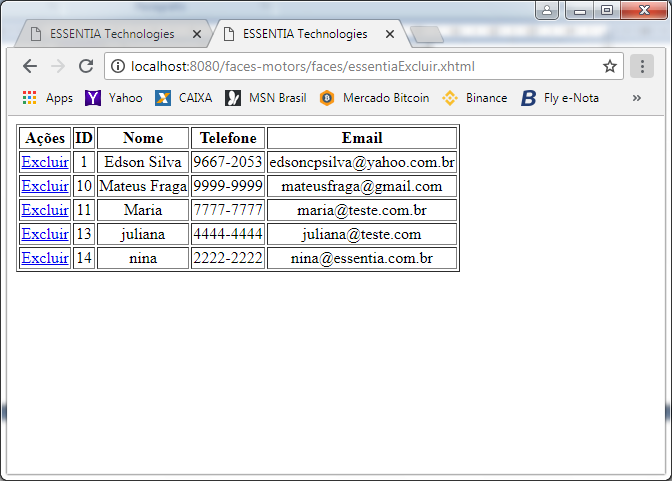 ESSENTIA Technologies ESSENTIA Technologies
localhost:8080/faces-motors/faces/essentiaExcluir.xhtml
Apps Yahoo CAIXA MSN Brasil Mercado Bitcoin Binance Fly e-Nota »
Ações ID Nome Telefone Email
Excluir 1 Edson Silva 9667-2053 edsoncpsilva@yahoo.com.br
Excluir 10 Mateus Fraga 9999-9999 mateusfraga@gmail.com
Excluir 11 Maria 7777-7777 maria@teste.com.br
Excluir 13 juliana 4444-4444 juliana@teste.com
Excluir 14 nina 2222-2222 nina@essentia.com.br